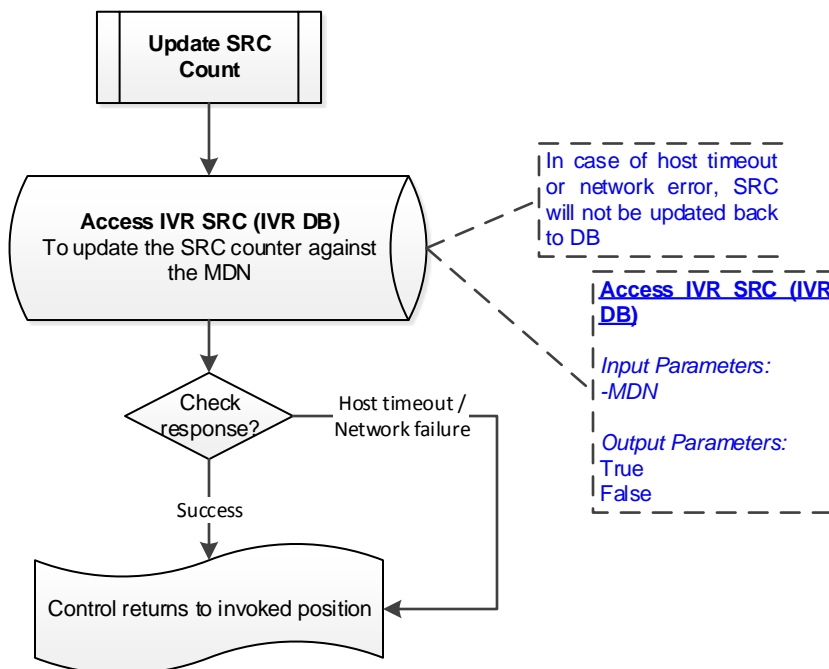 Update SRC
Count
Access IVR SRC (IVR DB)
To update the SRC counter against
the MDN
In case of host timeout
or network error, SRC
will not be updated back
to DB
Access IVR SRC (IVR
DB)
Input Parameters:
-MDN
Output Parameters:
True
False
Check
response?
Host timeout /
Network failure
Success
Control returns to invoked position